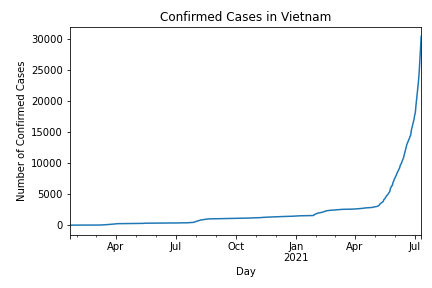 Confirmed Cases in Vietnam
Number of Confirmed Cases
30000
25000
20000
15000
10000
5000
0
Apr Jul Oct Jan Apr Jul
2021
Day